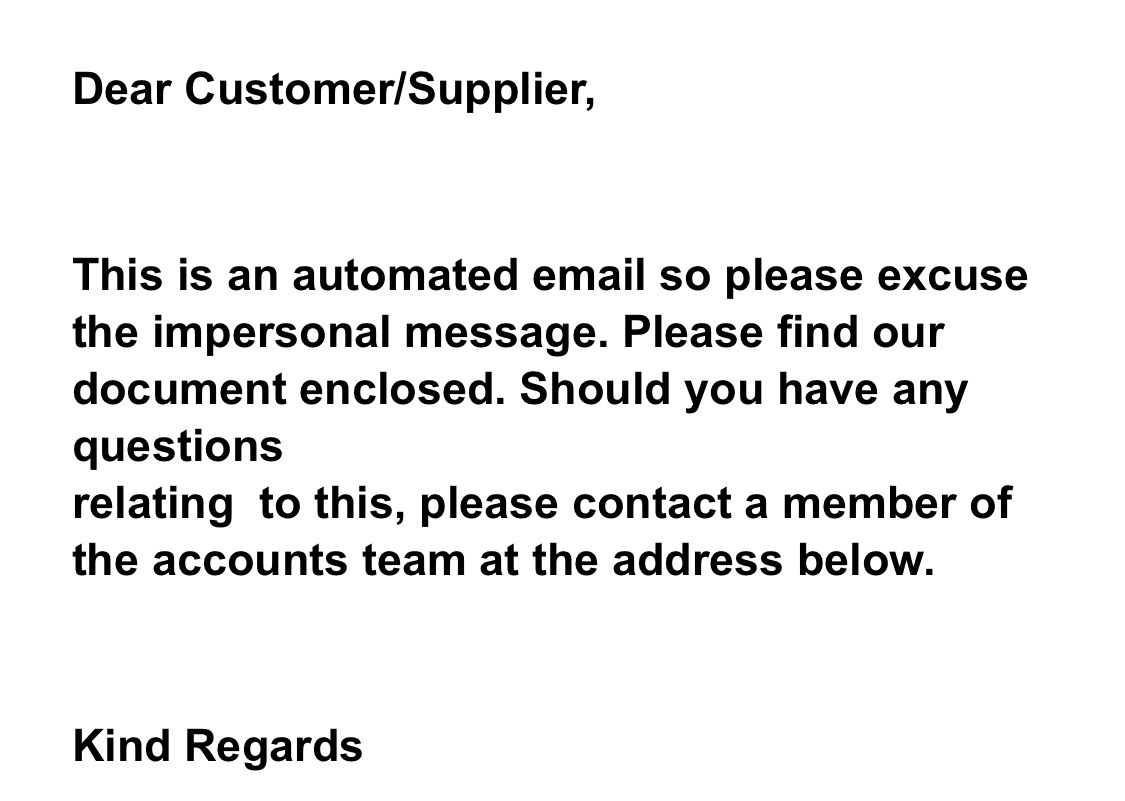 Dear Customer/Supplier,
This is an automated email so please excuse
the impersonal message. Please find our
document enclosed. Should you have any
questions
relating  to this, please contact a member of
the accounts team at the address below.
Kind Regards